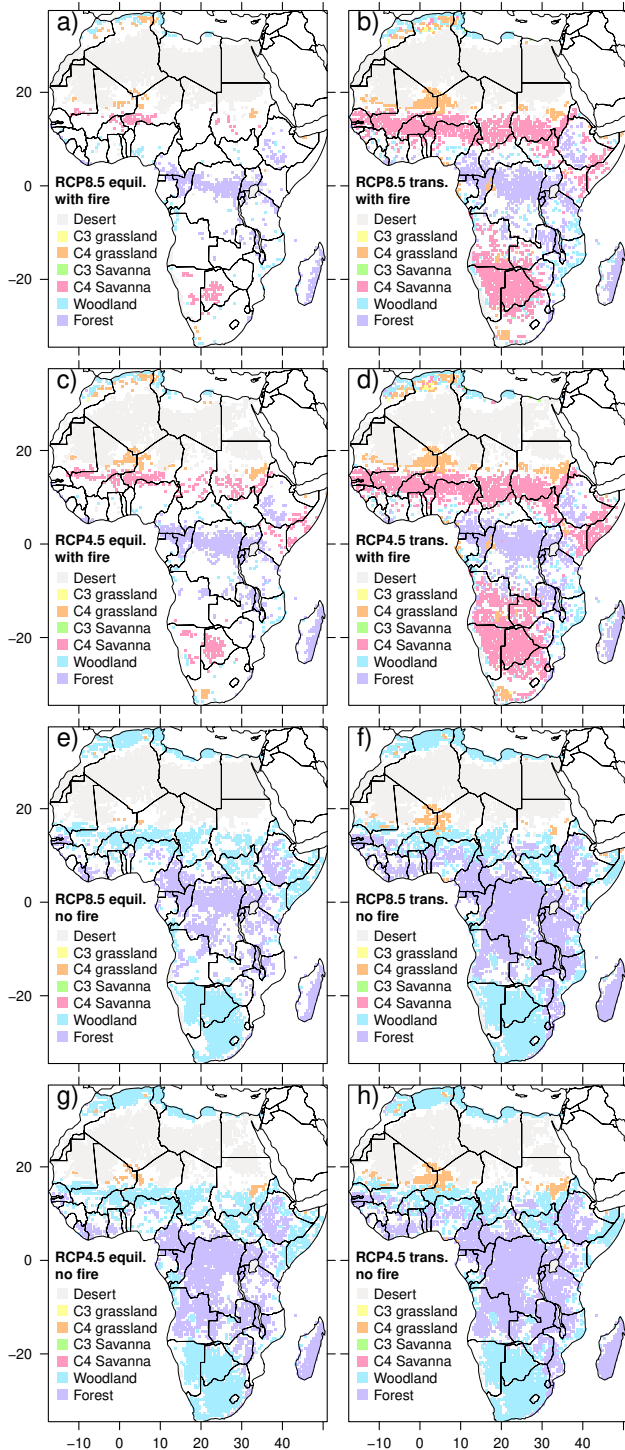 a)
b)
20
0
−20
RCP8.5 equil.
with fire
Desert
C3 grassland
C4 grassland
C3 Savanna
C4 Savanna
Woodland
Forest
RCP8.5 trans.
with fire
Desert
C3 grassland
C4 grassland
C3 Savanna
C4 Savanna
Woodland
Forest
c)
d)
20
0
−20
RCP4.5 equil.
with fire
Desert
C3 grassland
C4 grassland
C3 Savanna
C4 Savanna
Woodland
Forest
RCP4.5 trans.
with fire
Desert
C3 grassland
C4 grassland
C3 Savanna
C4 Savanna
Woodland
Forest
e)
f)
20
0
−20
RCP8.5 equil.
no fire
Desert
C3 grassland
C4 grassland
C3 Savanna
C4 Savanna
Woodland
Forest
RCP8.5 trans.
no fire
Desert
C3 grassland
C4 grassland
C3 Savanna
C4 Savanna
Woodland
Forest
g)
h)
20
0
−20
RCP4.5 equil.
no fire
Desert
C3 grassland
C4 grassland
C3 Savanna
C4 Savanna
Woodland
Forest
RCP4.5 trans.
no fire
Desert
C3 grassland
C4 grassland
C3 Savanna
C4 Savanna
Woodland
Forest
−10 0 10 20 30 40 −10 0 10 20 30 40 50